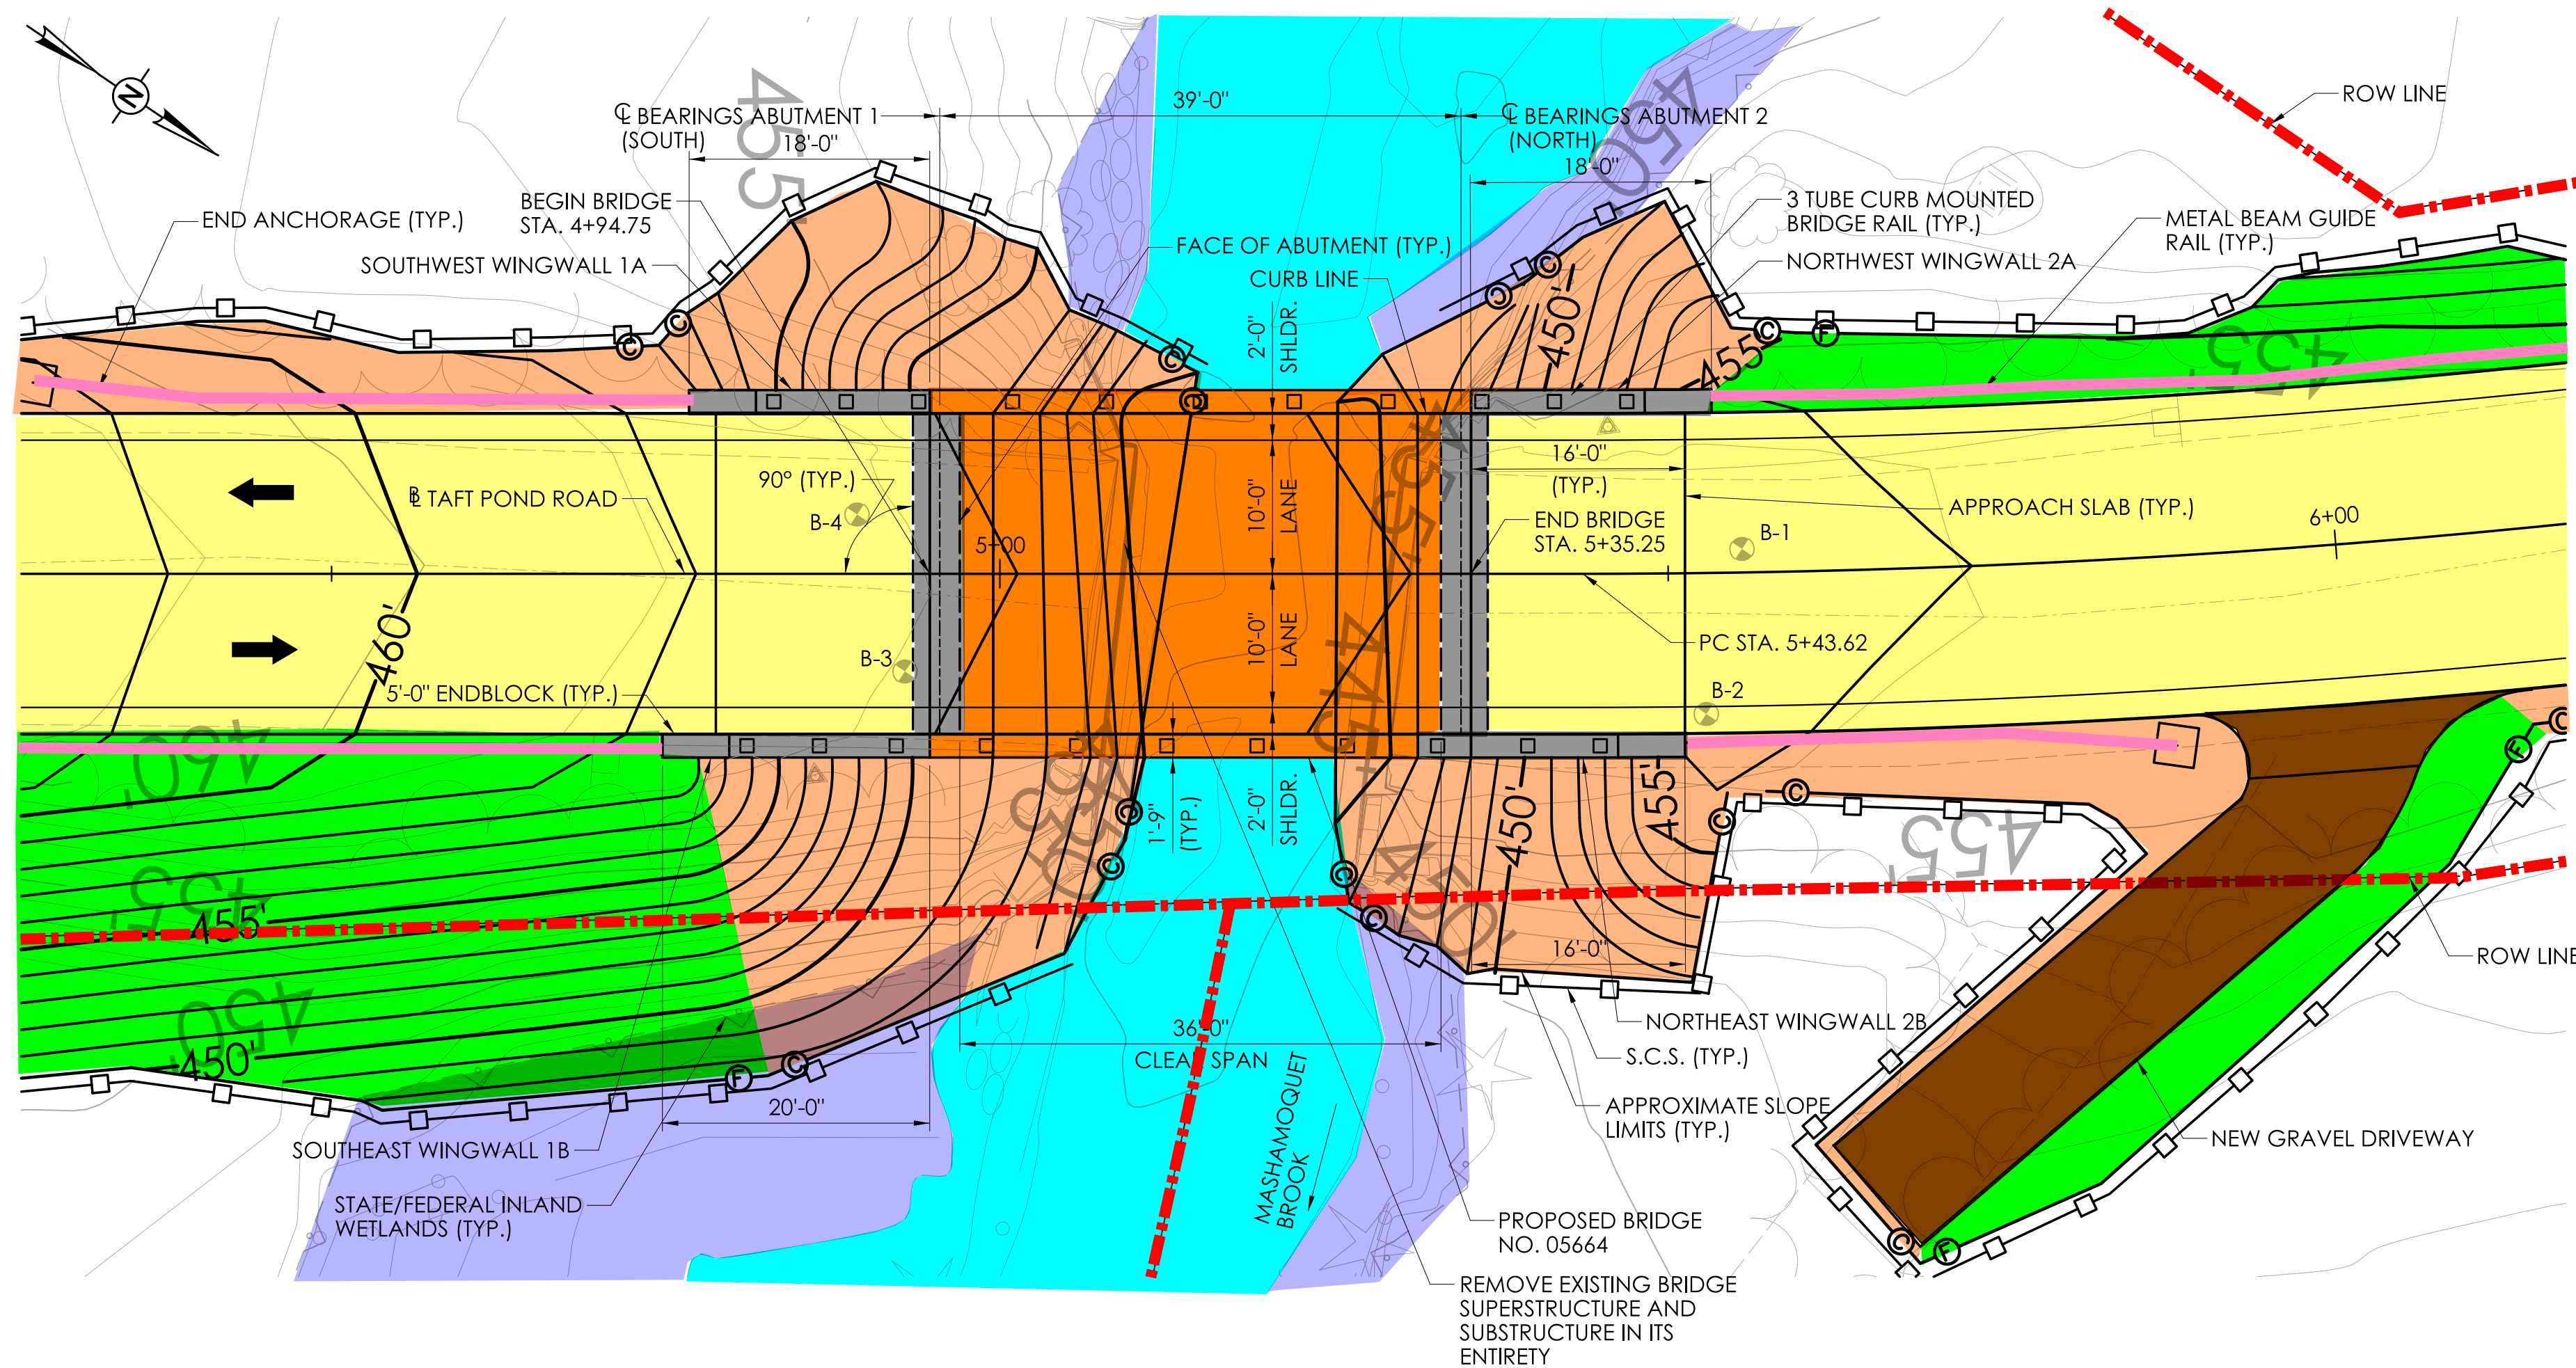 N
455'
℄ BEARINGS ABUTMENT 1
(SOUTH)
18'-0"
39'-0"
℄ BEARINGS ABUTMENT 2
(NORTH)
18'-0"
450'
ROW LINE
END ANCHORAGE (TYP.)
BEGIN BRIDGE
STA. 4+94.75
SOUTHWEST WINGWALL 1A
FACE OF ABUTMENT (TYP.)
CURB LINE
3 TUBE CURB MOUNTED
BRIDGE RAIL (TYP.)
NORTHWEST WINGWALL 2A
METAL BEAM GUIDE
RAIL (TYP.)
2'-0"
SHLDR.
450'
455'
455'
C
C
C
C
C
C
C
F
90° (TYP.)
B-4
B TAFT POND ROAD
5+00
10'-0"
LANE
455'
16'-0"
(TYP.)
END BRIDGE
STA. 5+35.25
B-1
APPROACH SLAB (TYP.)
6+00
460'
B-3
5'-0" ENDBLOCK (TYP.)
10'-0"
LANE
445'
PC STA. 5+43.62
B-2
460'
455'
455'
450'
450'
1'-9"
(TYP.)
2'-0"
SHLDR.
450'
450'
455'
455'
C
C
C
C
C
C
C
F
16'-0"
ROW LINE
36'-0"
CLEAR SPAN
F
C
20'-0"
NORTHEAST WINGWALL 2B
S.C.S. (TYP.)
APPROXIMATE SLOPE
LIMITS (TYP.)
MASHAMOQUET
BROOK
NEW GRAVEL DRIVEWAY
SOUTHEAST WINGWALL 1B
STATE/FEDERAL INLAND
WETLANDS (TYP.)
PROPOSED BRIDGE
NO. 05664
C
F
REMOVE EXISTING BRIDGE
SUPERSTRUCTURE AND
SUBSTRUCTURE IN ITS
ENTIRETY